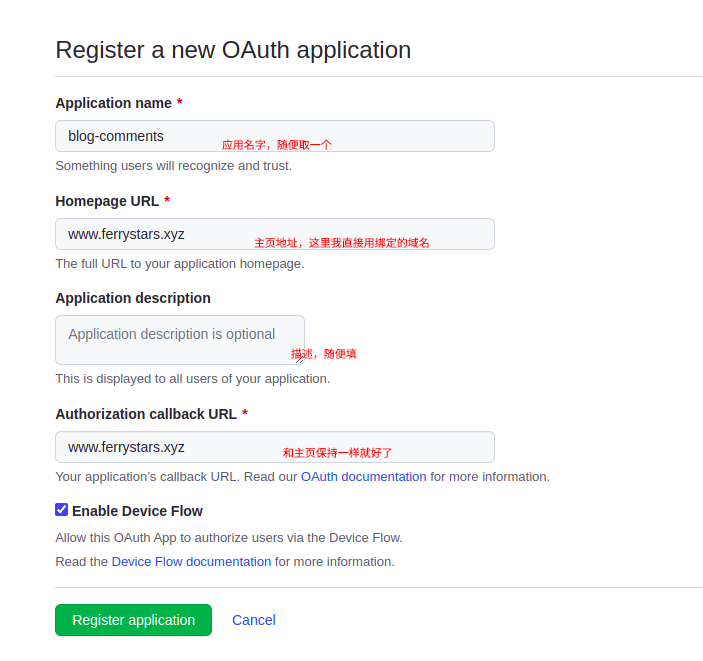 Register a new OAuth application
Application name *
blog-comments
应用名字，随便取一个
Something users will recognize and trust.
Homepage URL *
www.ferrystars.xyz
主页地址，这里我直接用绑定的域名
The full URL to your application homepage.
Application description
Application description is optional
描述，随便填
This is displayed to all users of your application.
Authorization callback URL *
www.ferrystars.xyz
和主页保持一样就好了
Your application's callback URL. Read our OAuth documentation for more information.
Enable Device Flow
Allow this OAuth App to authorize users via the Device Flow.
Read the Device Flow documentation for more information.
Register application
Cancel